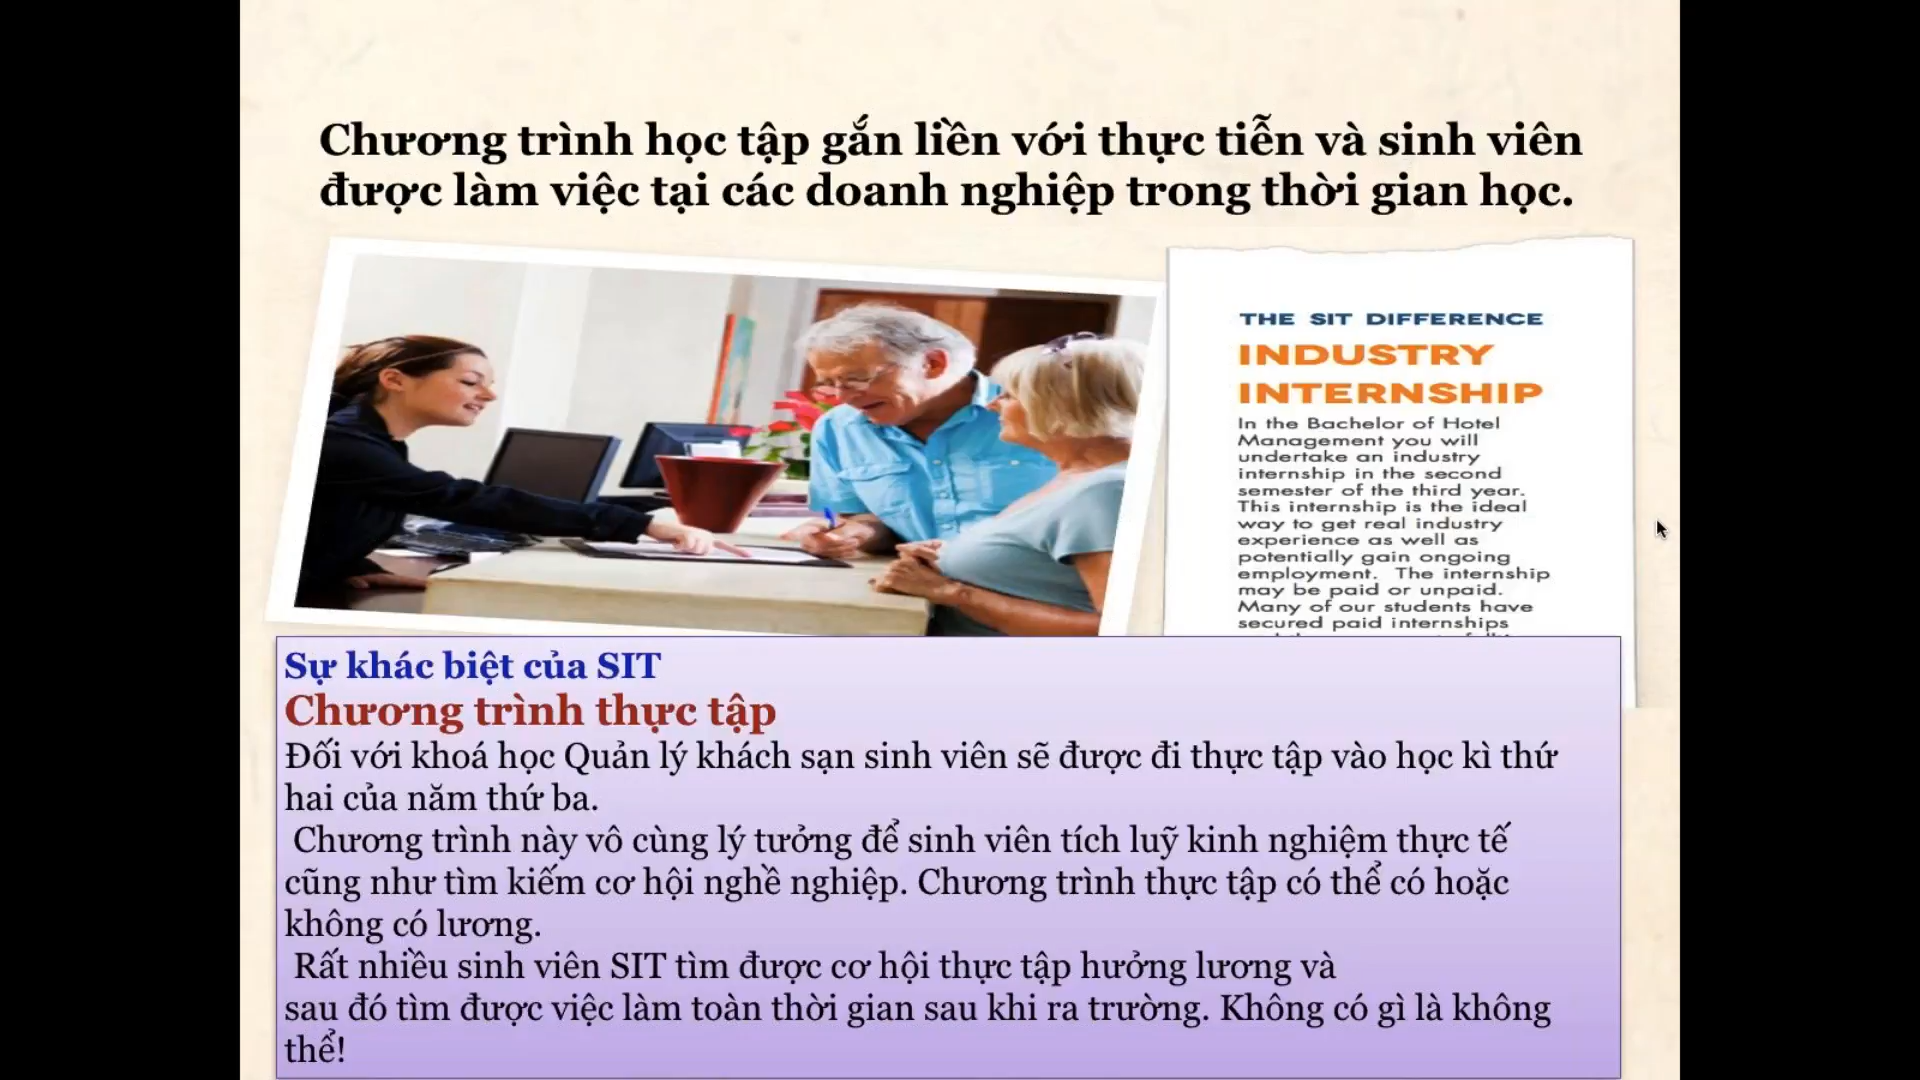 Chương trình học tập gắn liền với thực tiễn và sinh viên
được làm việc tại các doanh nghiệp trong thời gian học.
THE SIT DIFFERENCE
INDUSTRY
INTERNSHIP
In the Bachelor of Hotel
Management you will
undertake an industry
internship in the second
semester of the third year.
This internship is the ideal
way to get real industry
experience as well as
potentially gain ongoing
employment. The internship
may be paid or unpaid.
Many of our students have
secured paid internships
Sự khác biệt của SIT
Chương trình thực tập
Đối với khoá học Quản lý khách sạn sinh viên sẽ được đi thực tập vào học kì thứ
hai của năm thứ ba.
Chương trình này vô cùng lý tưởng để sinh viên tích luỹ kinh nghiệm thực tế
cũng như tìm kiếm cơ hội nghề nghiệp. Chương trình thực tập có thể có hoặc
không có lương.
Rất nhiều sinh viên SIT tìm được cơ hội thực tập hưởng lương và
sau đó tìm được việc làm toàn thời gian sau khi ra trường. Không có gì là không
thể!